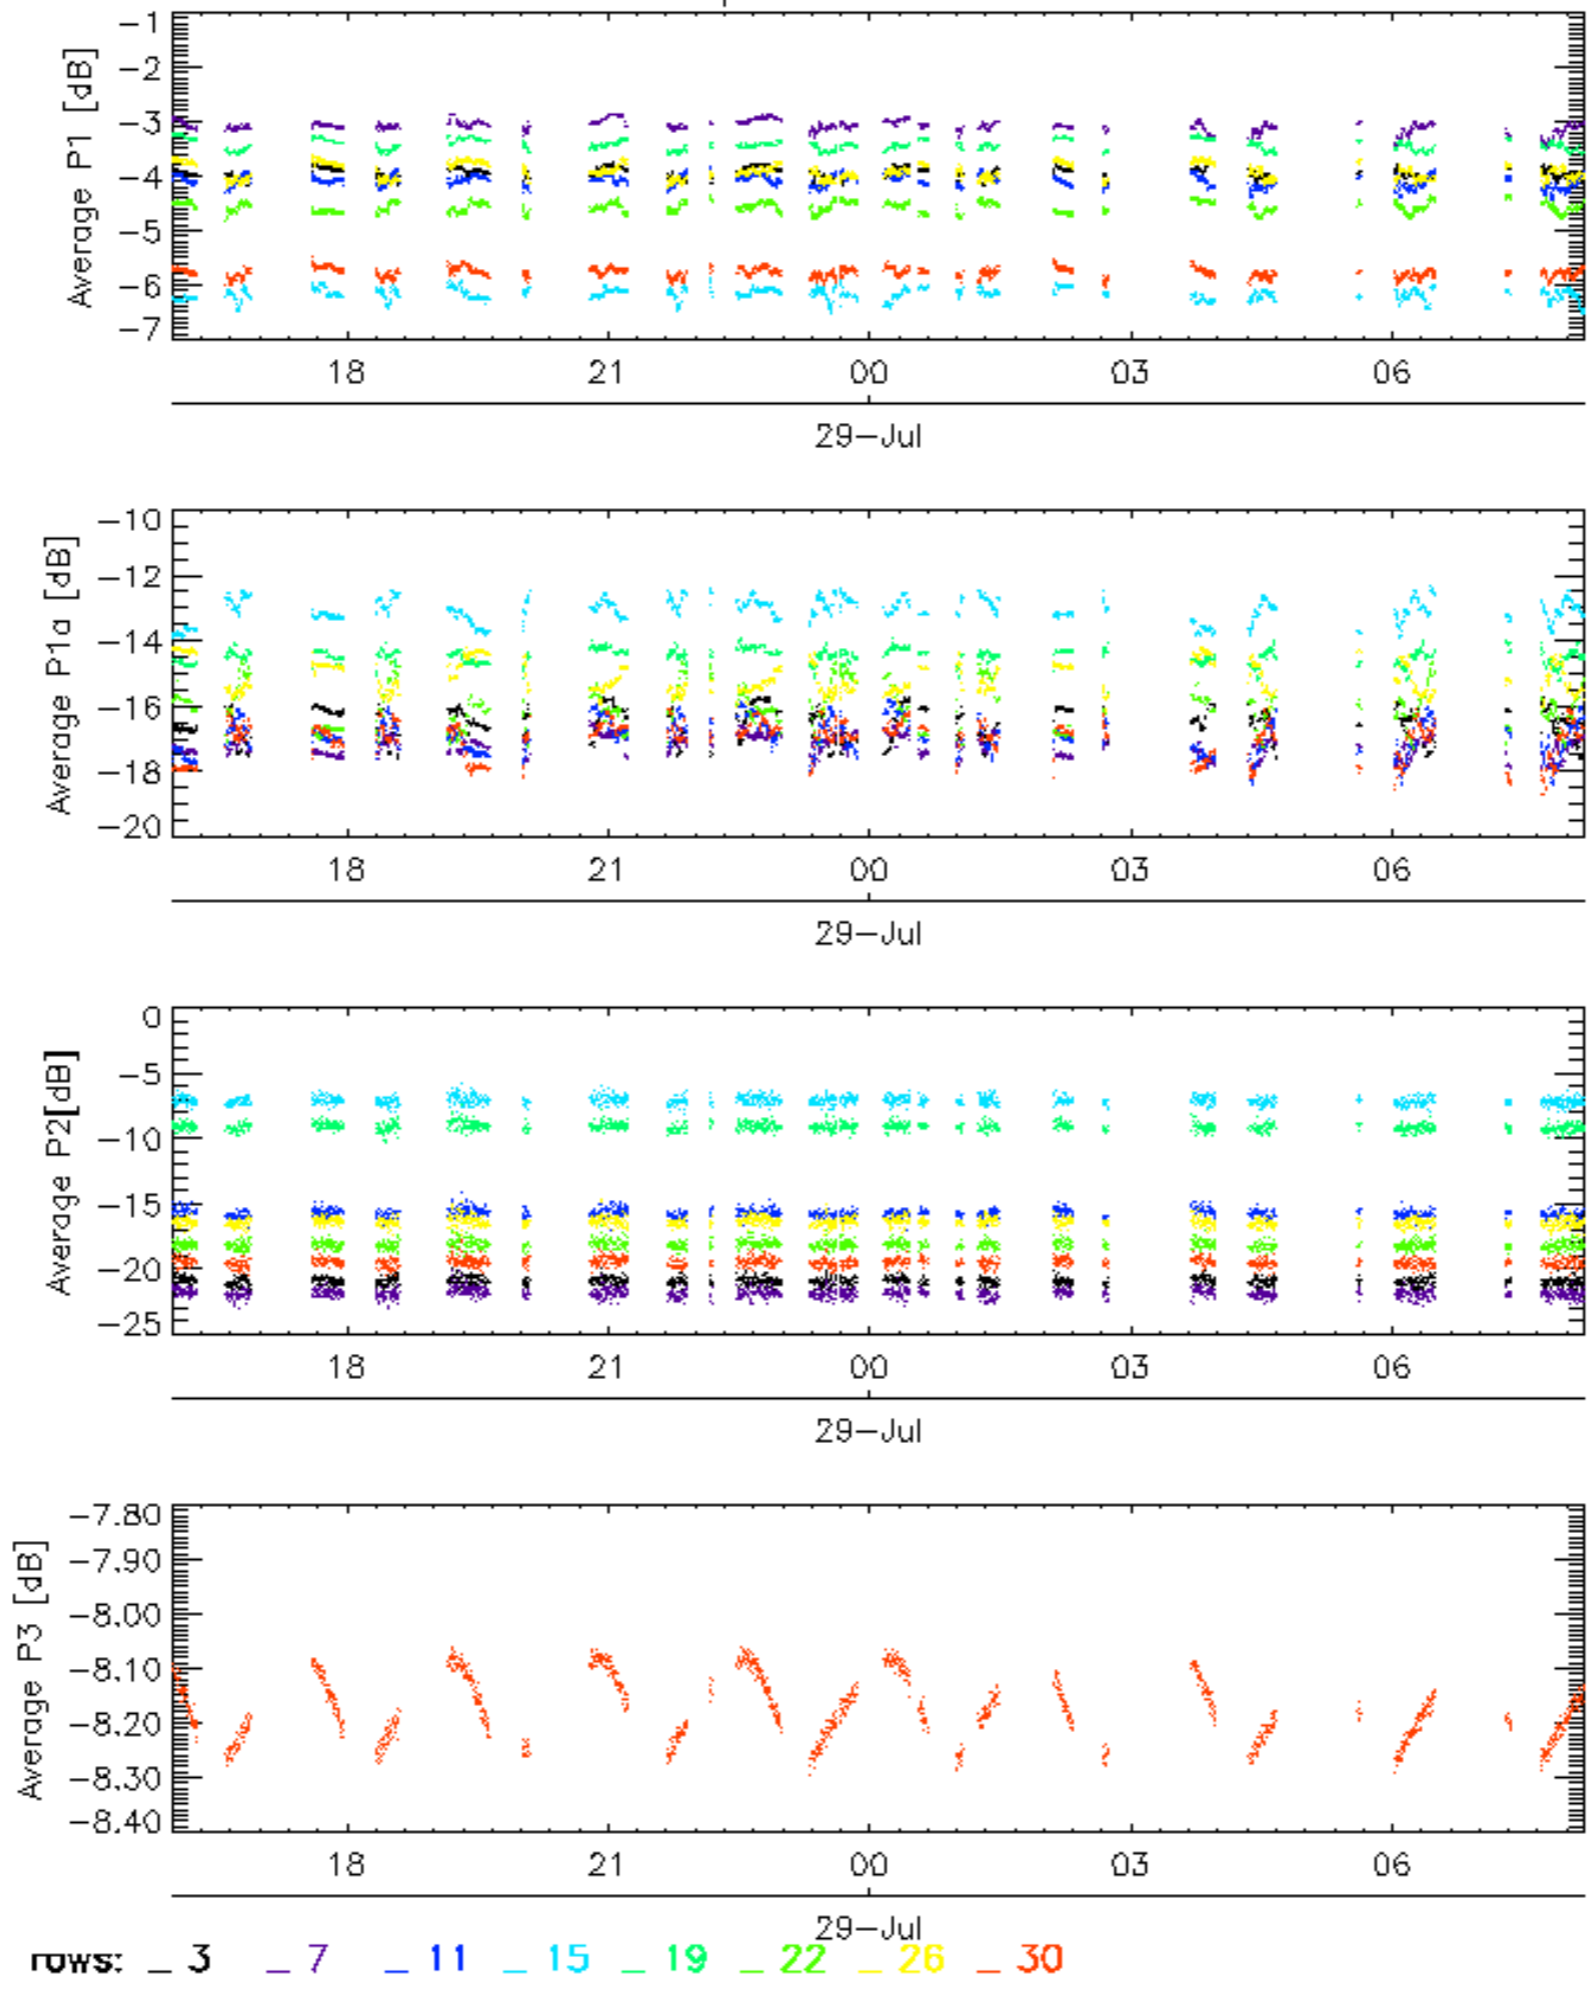 -1
-2
-3
-4
-5
-6
-7
Average P1 [dB]
18 21 00 03 06
29-Jul
-10
-12
-14
-16
-18
-20
Average P1a [dB]
18 21 00 03 06
29-Jul
0
-5
-10
-15
-20
-25
Average P2[dB]
18 21 00 03 06
29-Jul
-7.80
-7.90
-8.00
-8.10
-8.20
-8.30
-8.40
Average P3 [dB]
18 21 00 03 06
29-Jul
rows: _ 3 _ 7 _ 11 _ 15 _ 19 _ 22 _ 26 _ 30